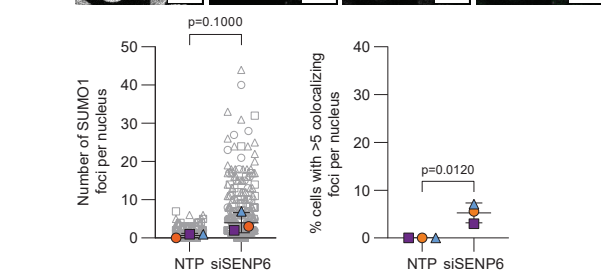 p=0.1000
Number of SUMO1
foci per nucleus
50
40
30
20
10
0
NTP siSENP6
% cells with >5 colocalizing
foci per nucleus
40
30
20
10
0
p=0.0120
NTP siSENP6